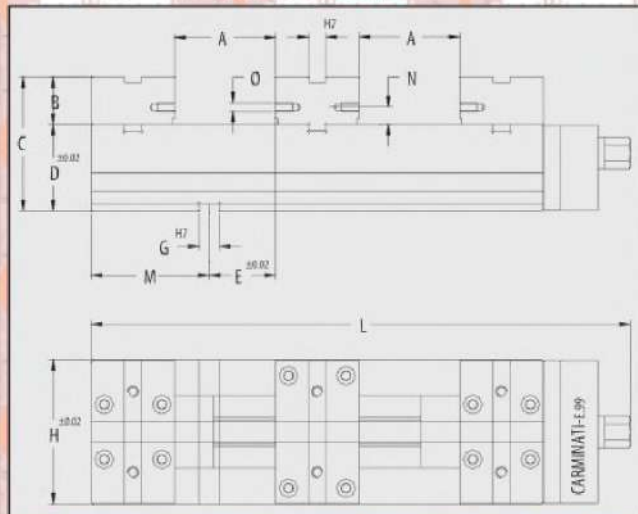 A H7 A
Ø N
B
C
D ±0.02
H7
G
M E ±0.02
L
H ±0.02
CARMINATI-E.99